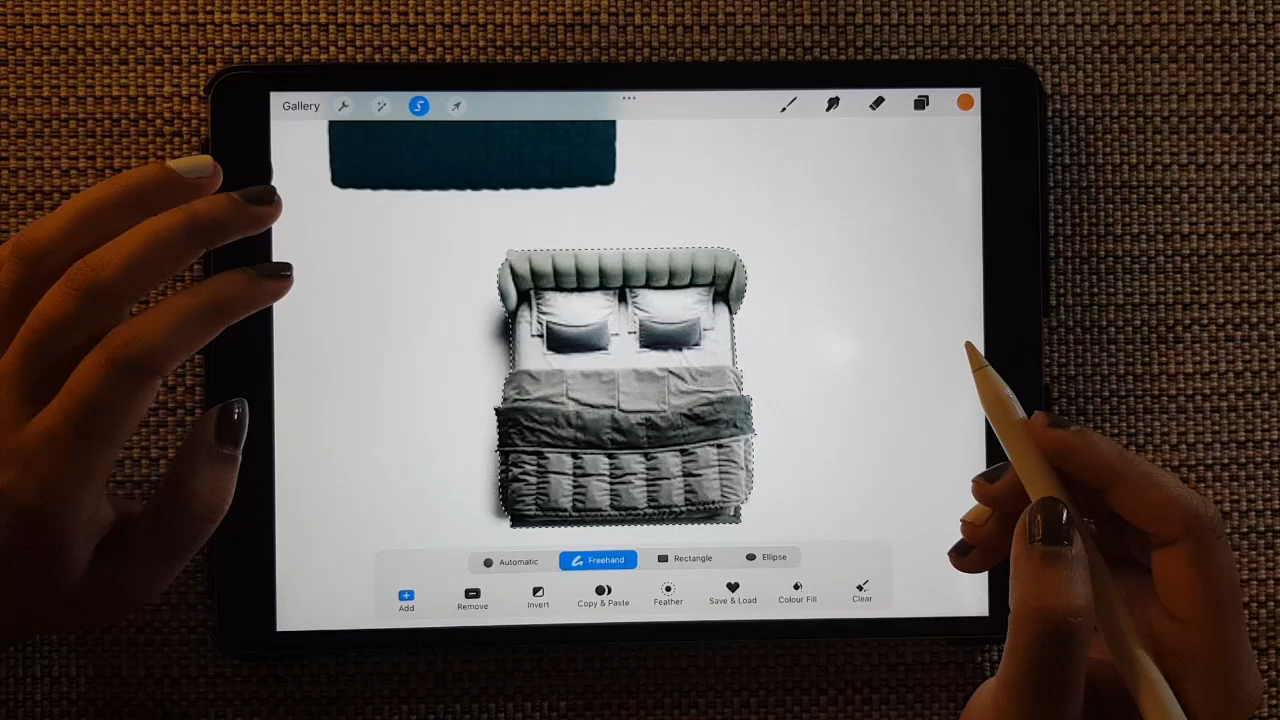 Gallery
Automatic
Freehand
Rectangle
Ellipse
Add
Remove
Invert
Copy & Paste
Feather
Save & Load
Colour Fill
Clear